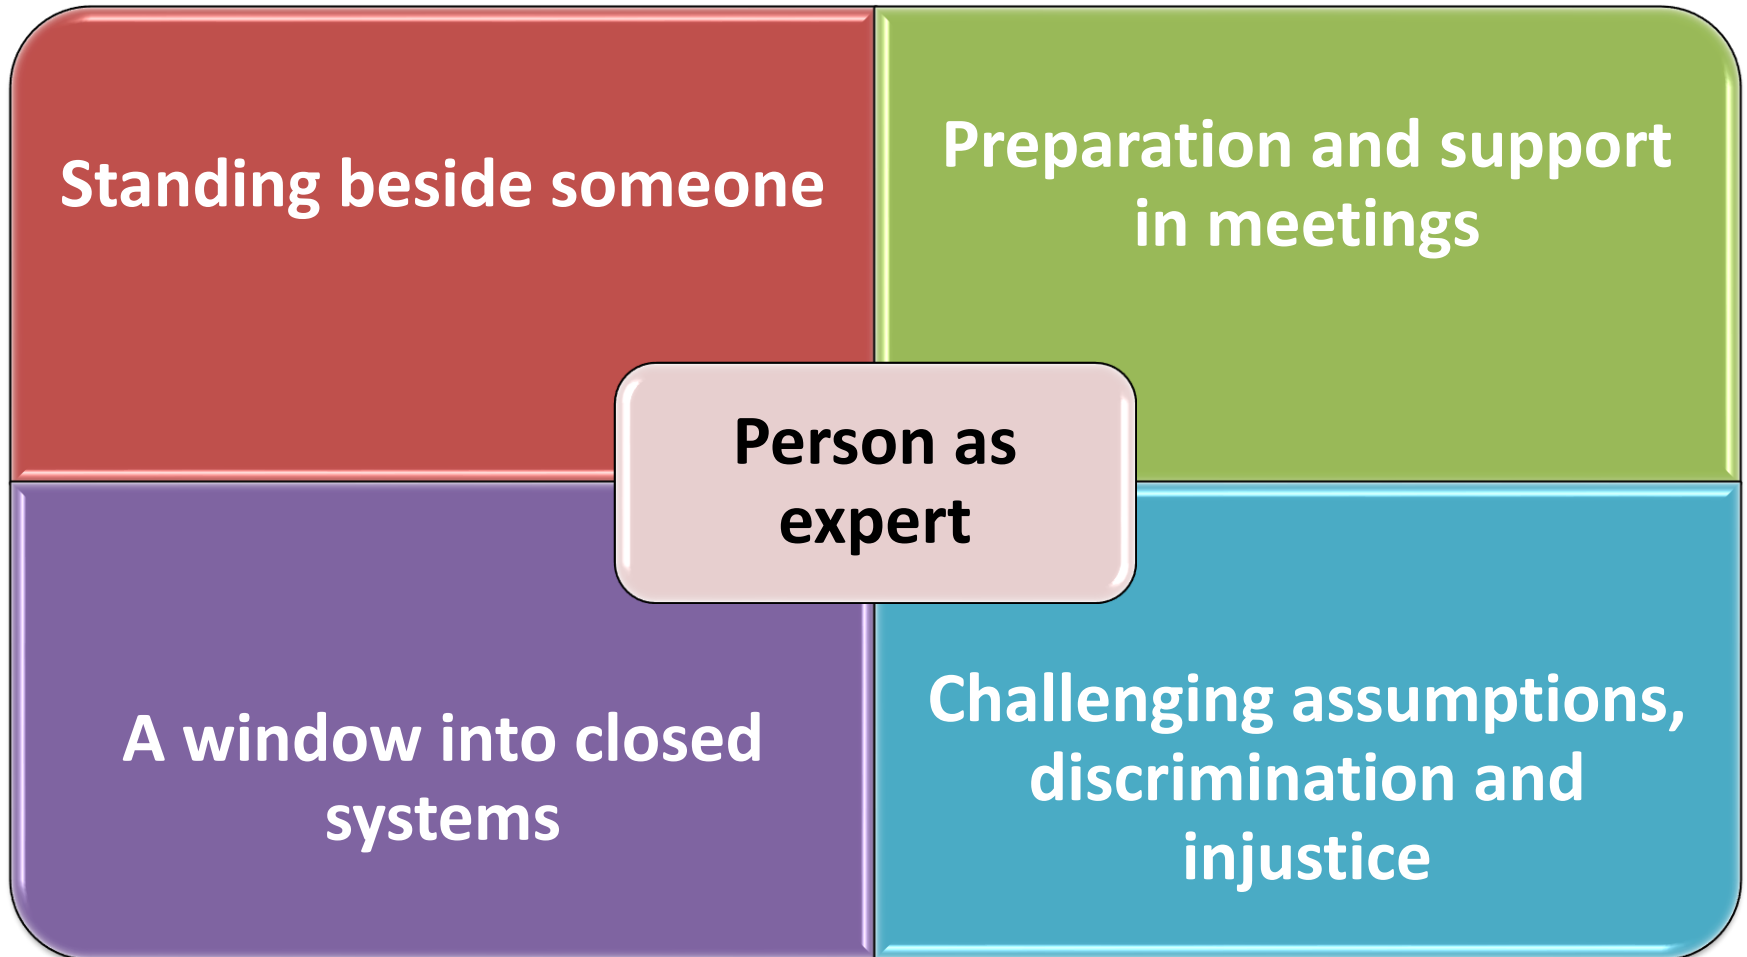 Standing beside someone
Preparation and support
in meetings
Person as
expert
A window into closed
systems
Challenging assumptions,
discrimination and
injustice